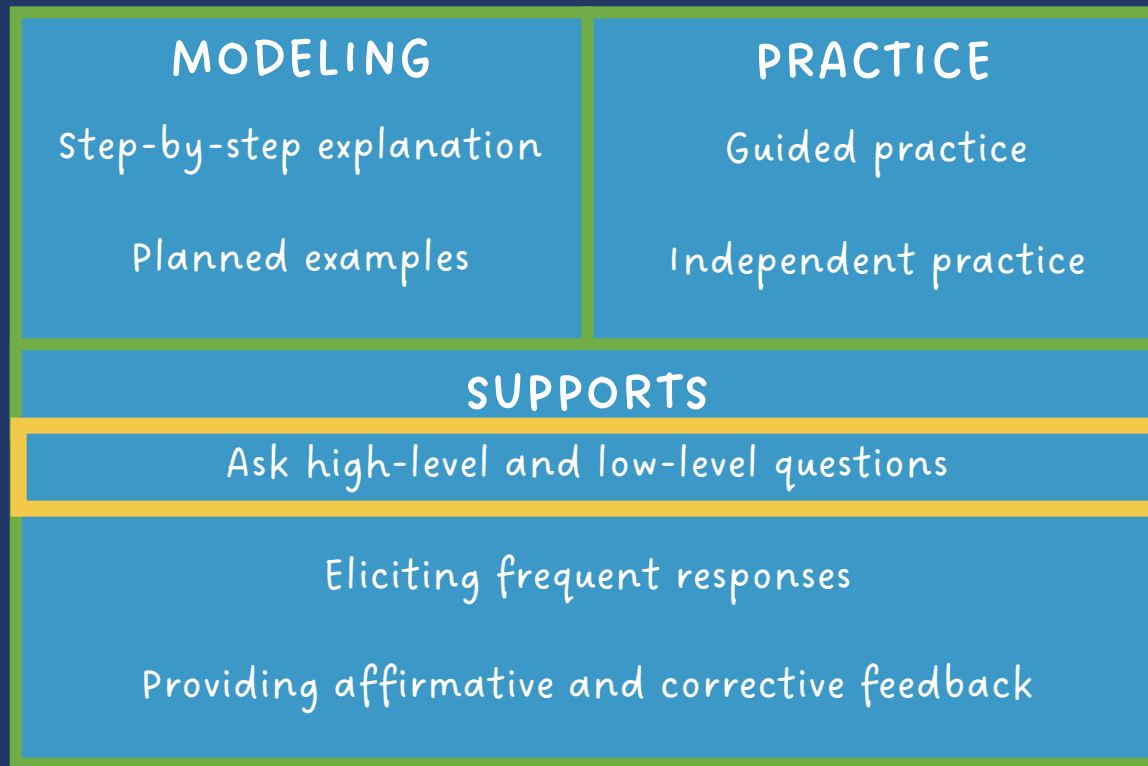 MODELING
Step-by-step explanation
Planned examples
PRACTICE
Guided practice
Independent practice
SUPPORTS
Ask high-level and low-level questions
Eliciting frequent responses
Providing affirmative and corrective feedback